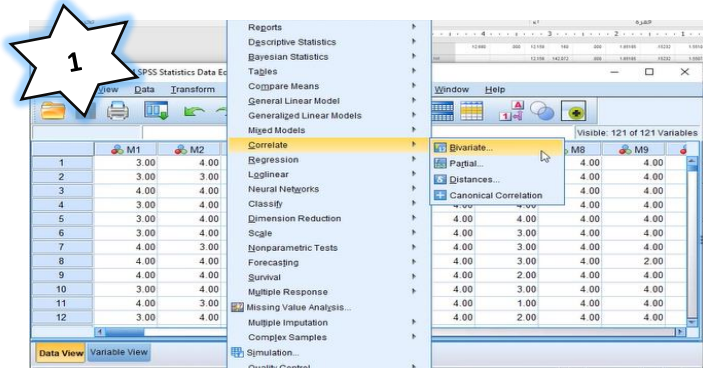 1
SPSS Statistics Data Ec
View Data Transform Window Help
Reports
Descriptive Statistics
Bayesian Statistics
Tables
Compare Means
General Linear Model
Generalized Linear Models
Mixed Models
Correlate
Regression
Loglinear
Neural Networks
Classify
Dimension Reduction
Scale
Nonparametric Tests
Forecasting
Survival
Multiple Response
Missing Value Analysis...
Multiple Imputation
Complex Samples
Simulation...
Quality Control
Bivariate...
Partial...
Distances...
Canonical Correlation
Visible: 121 of 121 Variables
M1 M2 M8 M9
1 3.00 4.00 4.00 4.00
2 3.00 3.00 4.00 4.00
3 4.00 4.00 4.00 4.00
4 3.00 4.00 4.00 4.00
5 3.00 4.00 4.00 4.00 4.00 4.00
6 3.00 4.00 4.00 3.00 4.00 4.00
7 4.00 3.00 4.00 3.00 4.00 4.00
8 4.00 4.00 4.00 3.00 4.00 2.00
9 4.00 4.00 4.00 2.00 4.00 4.00
10 3.00 4.00 4.00 3.00 4.00 4.00
11 4.00 3.00 4.00 1.00 4.00 4.00
12 3.00 4.00 4.00 2.00 4.00 4.00
Data View Variable View